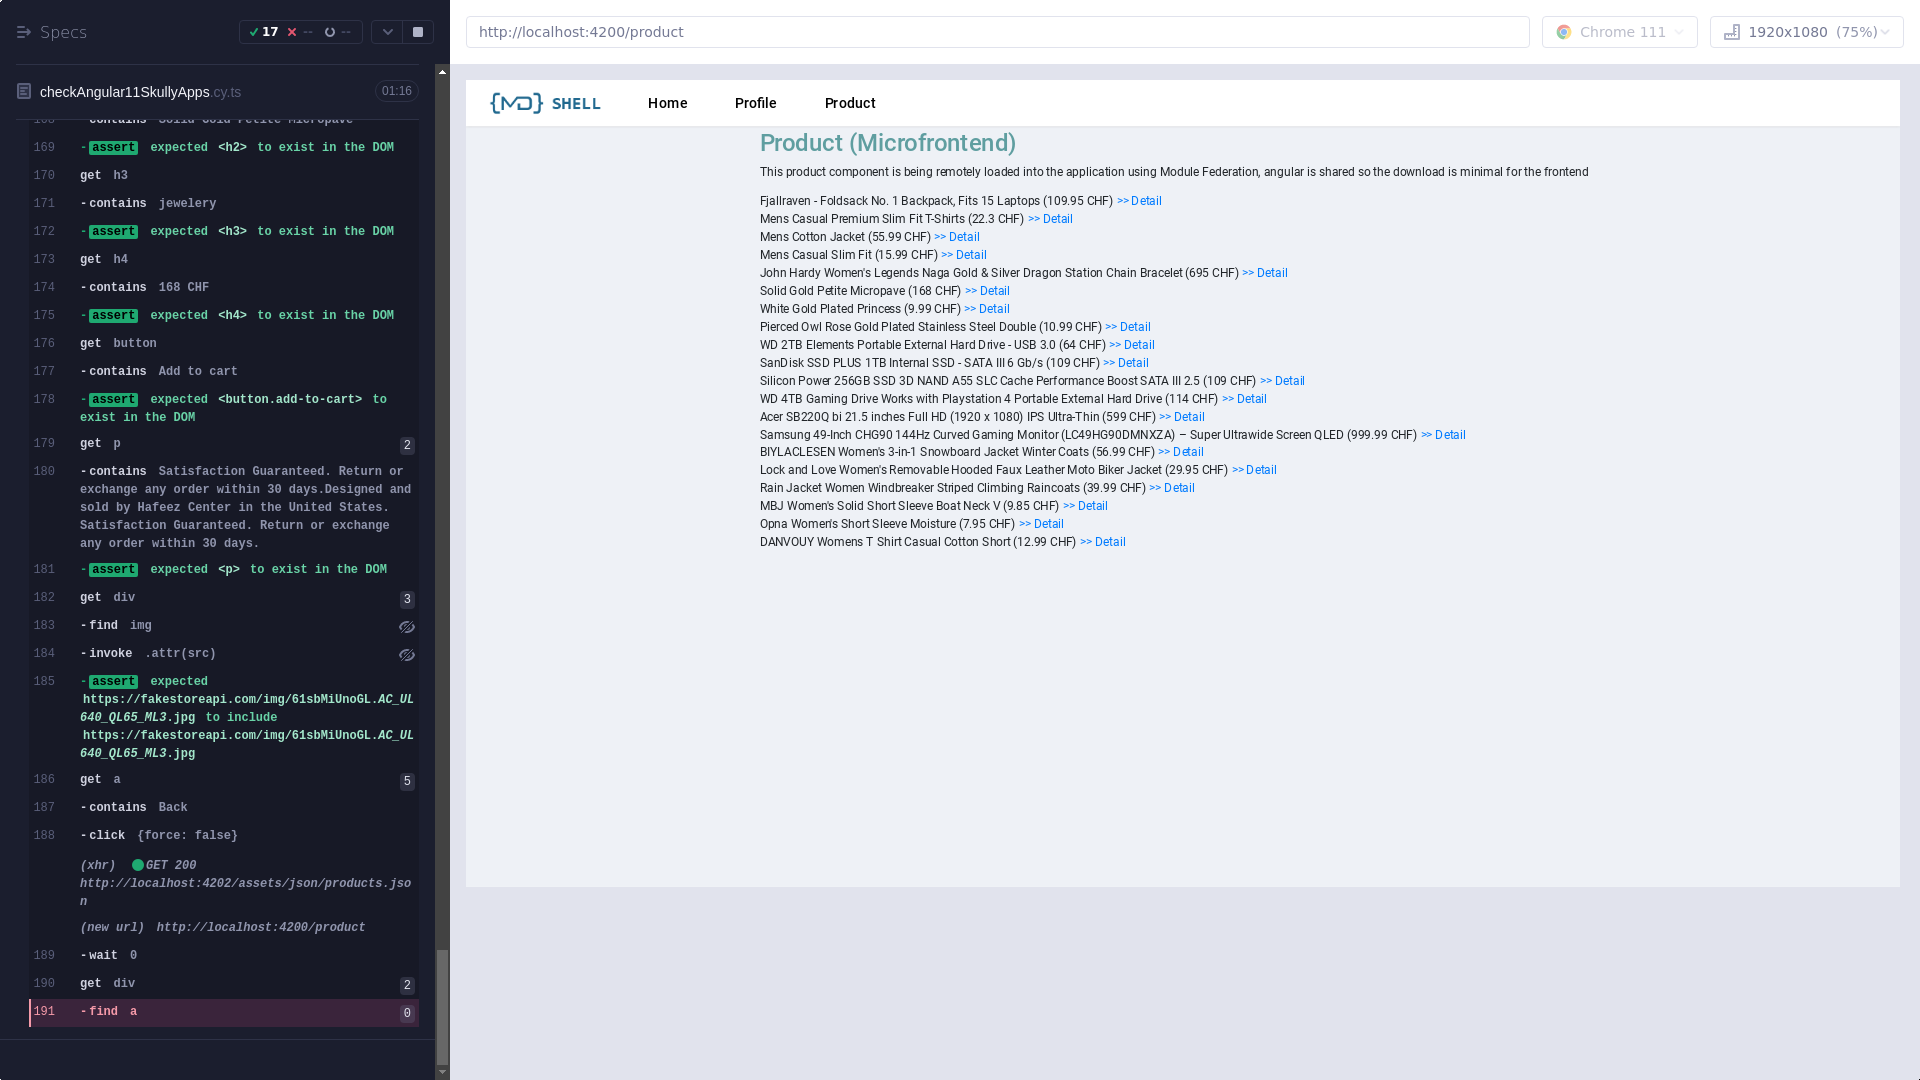 Specs
17
--
--
checkAngular11SkullyApps.cy.ts
01:16
168 -contains Solid Gold Petite Micropave
169 -assert expected <h2> to exist in the DOM
170 get h3
171 -contains jewelery
172 -assert expected <h3> to exist in the DOM
173 get h4
174 -contains 168 CHF
175 -assert expected <h4> to exist in the DOM
176 get button
177 -contains Add to cart
178 -assert expected <button.add-to-cart> to
exist in the DOM
179 get p 2
180 -contains Satisfaction Guaranteed. Return or
exchange any order within 30 days.Designed and
sold by Hafeez Center in the United States.
Satisfaction Guaranteed. Return or exchange
any order within 30 days.
181 -assert expected <p> to exist in the DOM
182 get div 3
183 -find img
184 -invoke .attr(src)
185 -assert expected
https://fakestoreapi.com/img/61sbMiUnoGL.AC_UL
640_QL65_ML3.jpg to include
https://fakestoreapi.com/img/61sbMiUnoGL.AC_UL
640_QL65_ML3.jpg
186 get a 5
187 -contains Back
188 -click {force: false}
(xhr) GET 200
http://localhost:4202/assets/json/products.jso
n
(new url) http://localhost:4200/product
189 -wait 0
190 get div 2
191 -find a 0
http://localhost:4200/product
Chrome 111
1920x1080 (75%)
{MD} SHELL
Home
Profile
Product
Product (Microfrontend)
This product component is being remotely loaded into the application using Module Federation, angular is shared so the download is minimal for the frontend
Fjallraven - Foldsack No. 1 Backpack, Fits 15 Laptops (109.95 CHF) >> Detail
Mens Casual Premium Slim Fit T-Shirts (22.3 CHF) >> Detail
Mens Cotton Jacket (55.99 CHF) >> Detail
Mens Casual Slim Fit (15.99 CHF) >> Detail
John Hardy Women's Legends Naga Gold & Silver Dragon Station Chain Bracelet (695 CHF) >> Detail
Solid Gold Petite Micropave (168 CHF) >> Detail
White Gold Plated Princess (9.99 CHF) >> Detail
Pierced Owl Rose Gold Plated Stainless Steel Double (10.99 CHF) >> Detail
WD 2TB Elements Portable External Hard Drive - USB 3.0 (64 CHF) >> Detail
SanDisk SSD PLUS 1TB Internal SSD - SATA III 6 Gb/s (109 CHF) >> Detail
Silicon Power 256GB SSD 3D NAND A55 SLC Cache Performance Boost SATA III 2.5 (109 CHF) >> Detail
WD 4TB Gaming Drive Works with Playstation 4 Portable External Hard Drive (114 CHF) >> Detail
Acer SB220Q bi 21.5 inches Full HD (1920 x 1080) IPS Ultra-Thin (599 CHF) >> Detail
Samsung 49-Inch CHG90 144Hz Curved Gaming Monitor (LC49HG90DMNXZA) – Super Ultrawide Screen QLED (999.99 CHF) >> Detail
BIYLACLESEN Women's 3-in-1 Snowboard Jacket Winter Coats (56.99 CHF) >> Detail
Lock and Love Women's Removable Hooded Faux Leather Moto Biker Jacket (29.95 CHF) >> Detail
Rain Jacket Women Windbreaker Striped Climbing Raincoats (39.99 CHF) >> Detail
MBJ Women's Solid Short Sleeve Boat Neck V (9.85 CHF) >> Detail
Opna Women's Short Sleeve Moisture (7.95 CHF) >> Detail
DANVOUY Womens T Shirt Casual Cotton Short (12.99 CHF) >> Detail